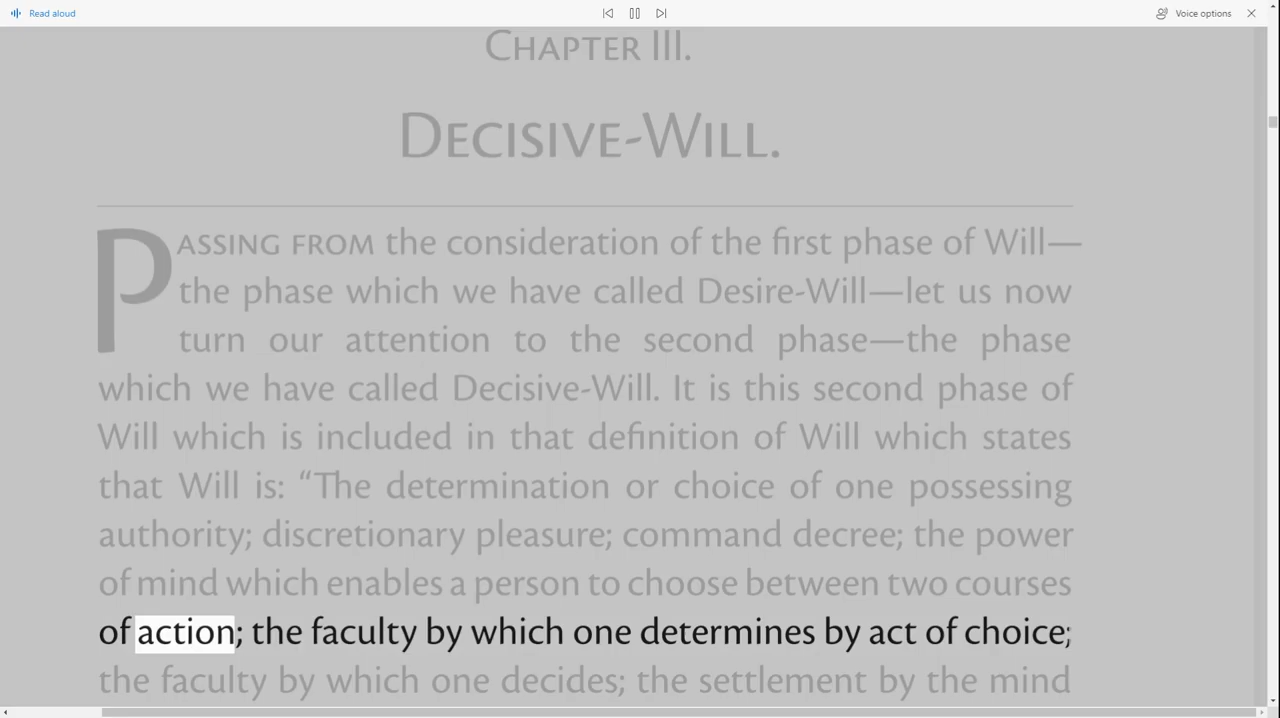 Read aloud
Voice options
CHAPTER III.
DECISIVE-WILL.
PASSING FROM the consideration of the first phase of Will—
the phase which we have called Desire-Will—let us now
turn our attention to the second phase—the phase
which we have called Decisive-Will. It is this second phase of
Will which is included in that definition of Will which states
that Will is: “The determination or choice of one possessing
authority; discretionary pleasure; command decree; the power
of mind which enables a person to choose between two courses
of action; the faculty by which one determines by act of choice;
the faculty by which one decides; the settlement by the mind